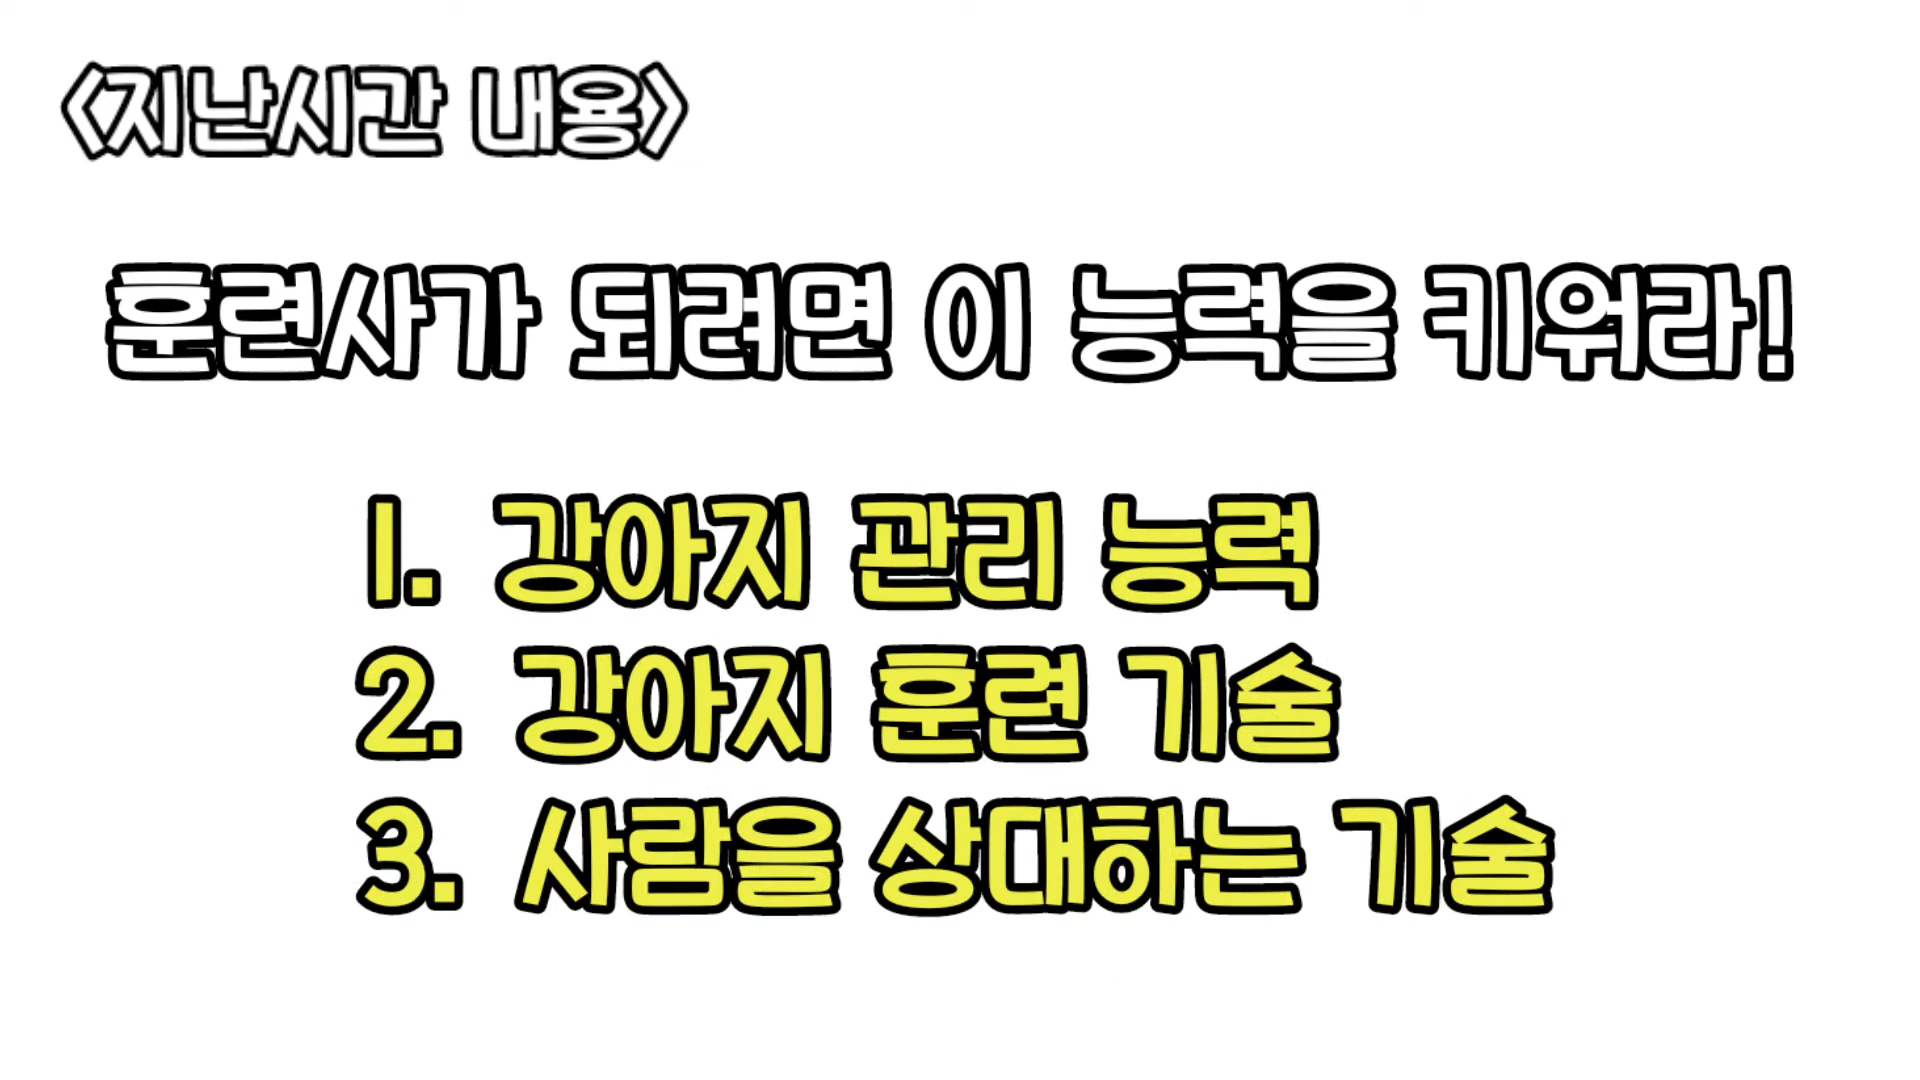 <지난시간 내용>
훈련사가 되려면 이 능력을 키워라!
1. 강아지 관리 능력
2. 강아지 훈련 기술
3. 사람을 상대하는 기술